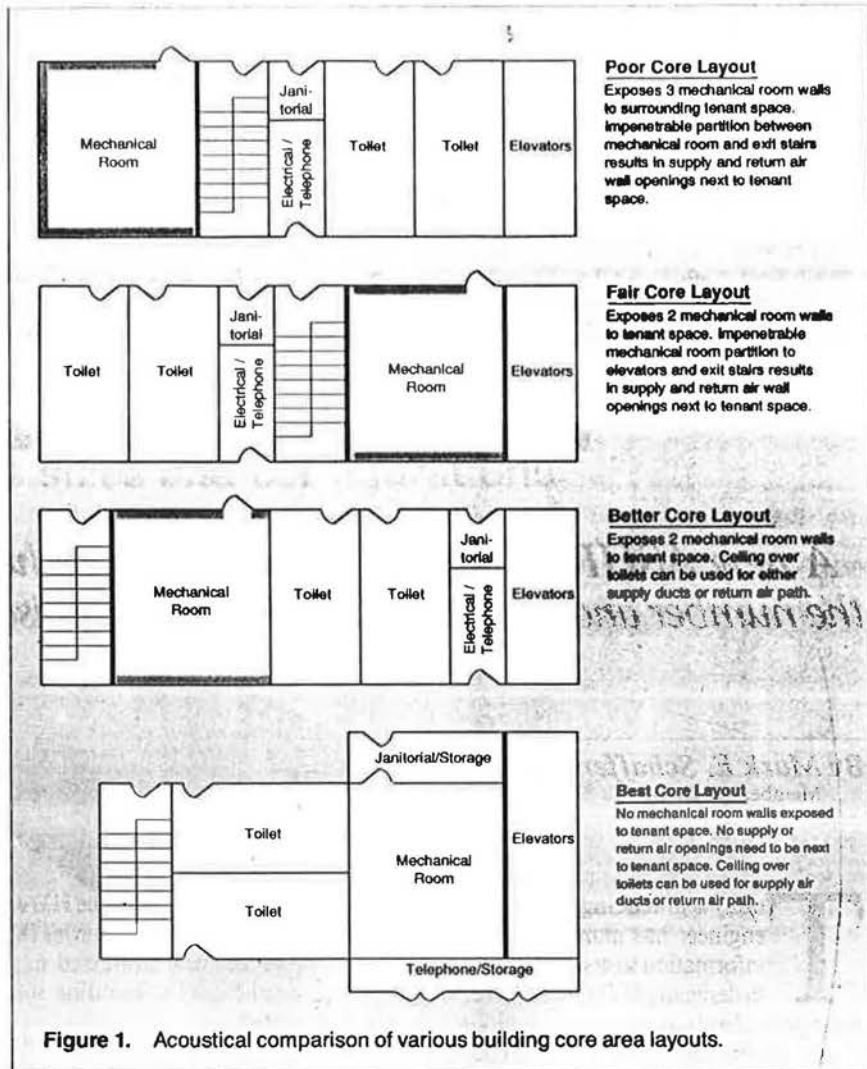 Poor Core Layout
Exposes 3 mechanical room walls
to surrounding tenant space.
Impenetrable partition between
mechanical room and exit stairs
results in supply and return air
wall openings next to tenant
space.
Mechanical
Room
Jani-
torial
Electrical /
Telephone
Toilet
Toilet
Elevators
Fair Core Layout
Exposes 2 mechanical room walls
to tenant space. Impenetrable
mechanical room partition to
elevators and exit stairs results
in supply and return air wall
openings next to tenant space.
Toilet
Toilet
Jani-
torial
Electrical /
Telephone
Mechanical
Room
Elevators
Better Core Layout
Exposes 2 mechanical room walls
to tenant space. Ceiling over
toilets can be used for either
supply ducts or return air path.
Mechanical
Room
Toilet
Toilet
Jani-
torial
Electrical /
Telephone
Elevators
the number
By Mark E. Schaffer
Best Core Layout
No mechanical room walls exposed
to tenant space. No supply or
return air openings need to be next
to tenant space. Ceiling over
toilets can be used for supply air
ducts or return air path.
Janitorial/Storage
Toilet
Toilet
Mechanical
Room
Elevators
Telephone/Storage
engineer has
information
Figure 1. Acoustical comparison of various building core area layouts.